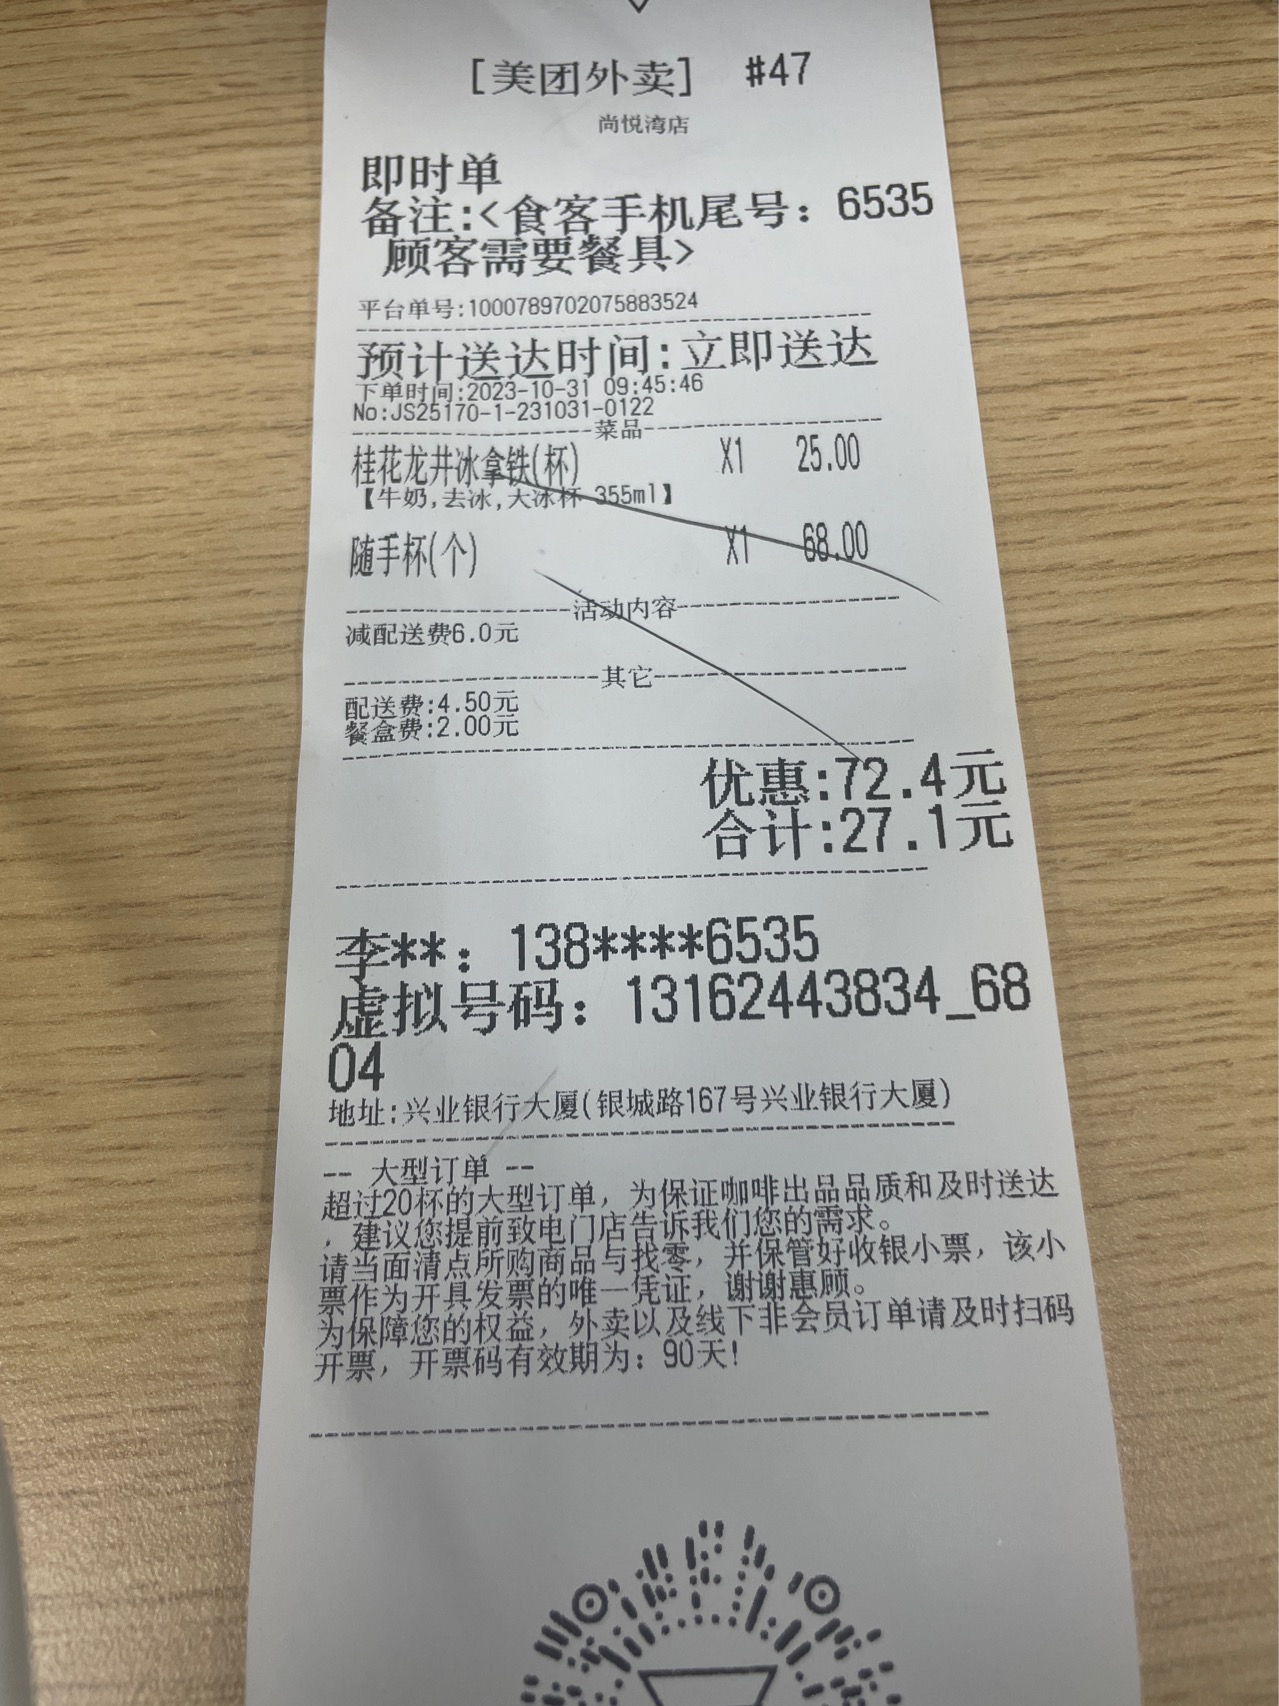 [美团外卖] #47
尚悦湾店
即时单
备注:<食客手机尾号：6535
顾客需要餐具>
平台单号:1000789702075883524
预计送达时间:立即送达
下单时间:2023-10-31 09:45:46
No:JS25170-1-231031-0122
菜品
桂花龙井冰拿铁(杯) X1 25.00
【牛奶,去冰,大冰杯 355ml】
随手杯(个) X1 68.00
活动内容
减配送费6.0元
其它
配送费:4.50元
餐盒费:2.00元
优惠:72.4元
合计:27.1元
李**：138****6535
虚拟号码：13162443834_68
04
地址:兴业银行大厦(银城路167号兴业银行大厦)
-- 大型订单 --
超过20杯的大型订单，为保证咖啡出品品质和及时送达
，建议您提前致电门店告诉我们您的需求。
请当面清点所购商品与找零，并保管好收银小票，该小
票作为开具发票的唯一凭证，谢谢惠顾。
为保障您的权益，外卖以及线下非会员订单请及时扫码
开票，开票码有效期为：90天!